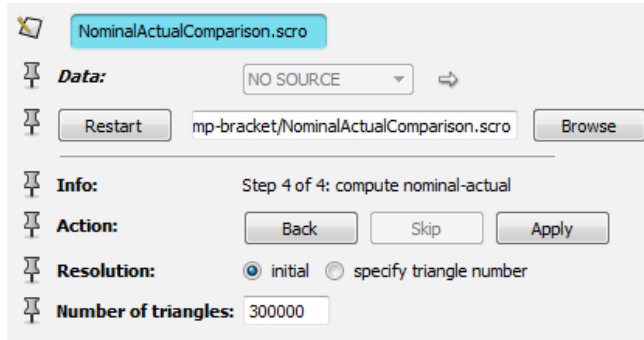 NominalActualComparison.scro
Data: NO SOURCE
Restart mp-bracket/NominalActualComparison.scro Browse
Info: Step 4 of 4: compute nominal-actual
Action: Back Skip Apply
Resolution: initial specify triangle number
Number of triangles: 300000